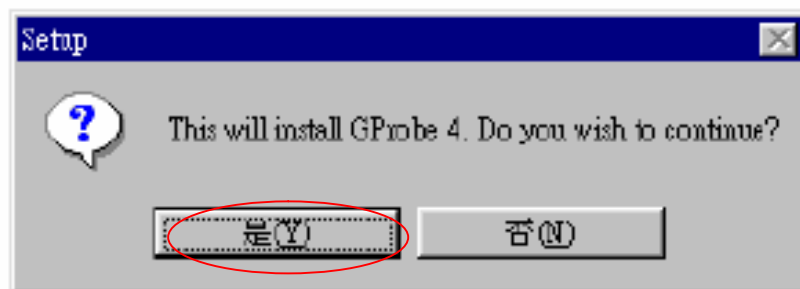 Setup
This will install GProbe 4. Do you wish to continue?
是(Y)
否(N)